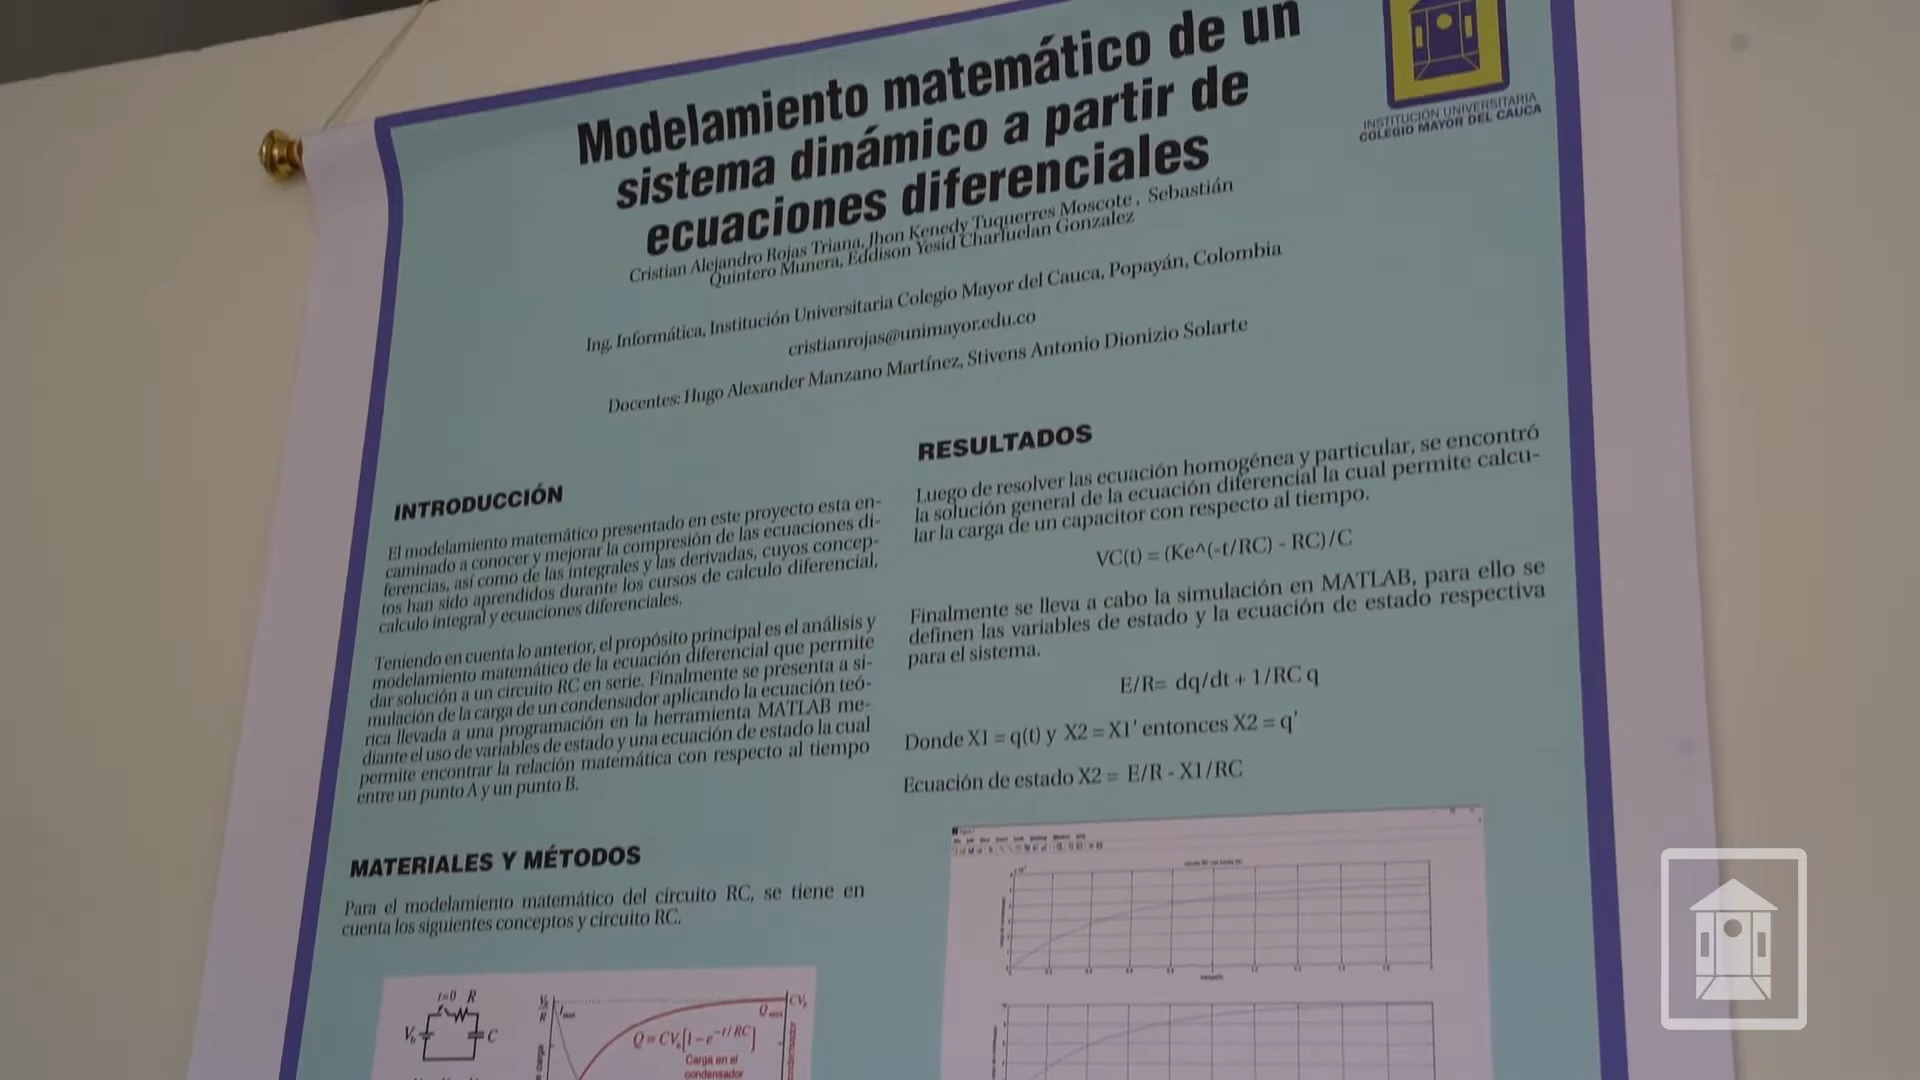 Modelamiento matemático de un
sistema dinámico a partir de
ecuaciones diferenciales
INSTITUCIÓN UNIVERSITARIA
COLEGIO MAYOR DEL CAUCA
Cristian Alejandro Rojas Triana, Jhon Kenedy Tuquerres Moscote, Sebastián
Quintero Munera, Eddison Yesid Charfuelan Gonzalez
Ing. Informática, Institución Universitaria Colegio Mayor del Cauca, Popayán, Colombia
cristianrojas@unimayor.edu.co
Docentes: Hugo Alexander Manzano Martínez, Stivens Antonio Dionizio Solarte
INTRODUCCIÓN
El modelamiento matemático presentado en este proyecto esta en-
caminado a conocer y mejorar la compresión de las ecuaciones di-
ferencias, así como de las integrales y las derivadas, cuyos concep-
tos han sido aprendidos durante los cursos de calculo diferencial,
calculo integral y ecuaciones diferenciales.
Teniendo en cuenta lo anterior, el propósito principal es el análisis y
modelamiento matemático de la ecuación diferencial que permite
dar solución a un circuito RC en serie. Finalmente se presenta a si-
mulación de la carga de un condensador aplicando la ecuación teó-
rica llevada a una programación en la herramienta MATLAB me-
diante el uso de variables de estado y una ecuación de estado la cual
permite encontrar la relación matemática con respecto al tiempo
entre un punto A y un punto B.
MATERIALES Y MÉTODOS
Para el modelamiento matemático del circuito RC, se tiene en
cuenta los siguientes conceptos y circuito RC.
t=0 R
V₀ C
V₀
R
CV₀
Q = CV₀[1-e^-t/RC]
Carga en el
condensador
RESULTADOS
Luego de resolver las ecuación homogénea y particular, se encontró
la solución general de la ecuación diferencial la cual permite calcu-
lar la carga de un capacitor con respecto al tiempo.
VC(t) = (Ke^(-t/RC) - RC)/C
Finalmente se lleva a cabo la simulación en MATLAB, para ello se
definen las variables de estado y la ecuación de estado respectiva
para el sistema.
E/R= dq/dt + 1/RC q
Donde X1 = q(t) y X2 = X1' entonces X2 = q'
Ecuación de estado X2 = E/R - X1/RC